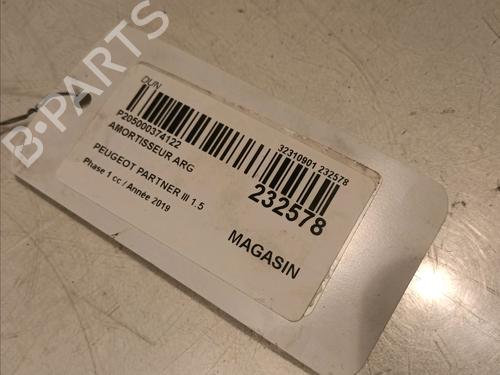 DUN
P205000374122
32310901 232578
AMORTISSEUR ARG
232578
PEUGEOT PARTNER III 1.5
Phase 1 cc / Année 2019
MAGASIN
B-PARTS